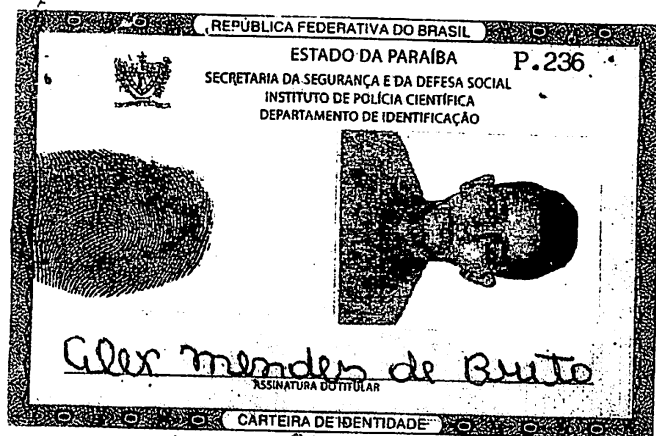 REPÚBLICA FEDERATIVA DO BRASIL
ESTADO DA PARAÍBA
P.236
SECRETARIA DA SEGURANÇA E DA DEFESA SOCIAL
INSTITUTO DE POLÍCIA CIENTÍFICA
DEPARTAMENTO DE IDENTIFICAÇÃO
Alex Mendes de Brito
ASSINATURA DO TITULAR
CARTEIRA DE IDENTIDADE